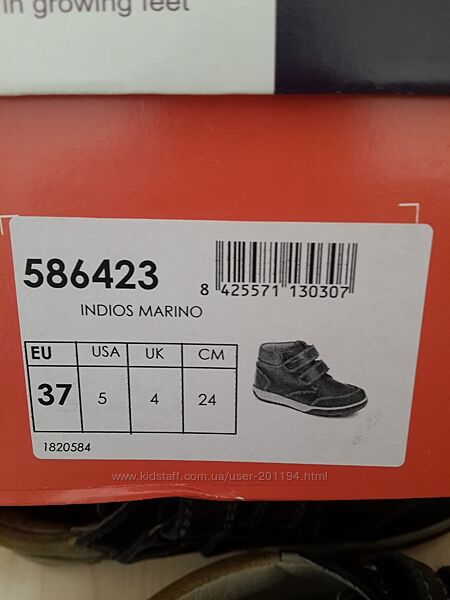 in growing feet
586423
INDIOS MARINO
8 425571 130307
EU USA UK CM
37 5 4 24
1820584
www.kidstaff.com.ua/user-201194.html